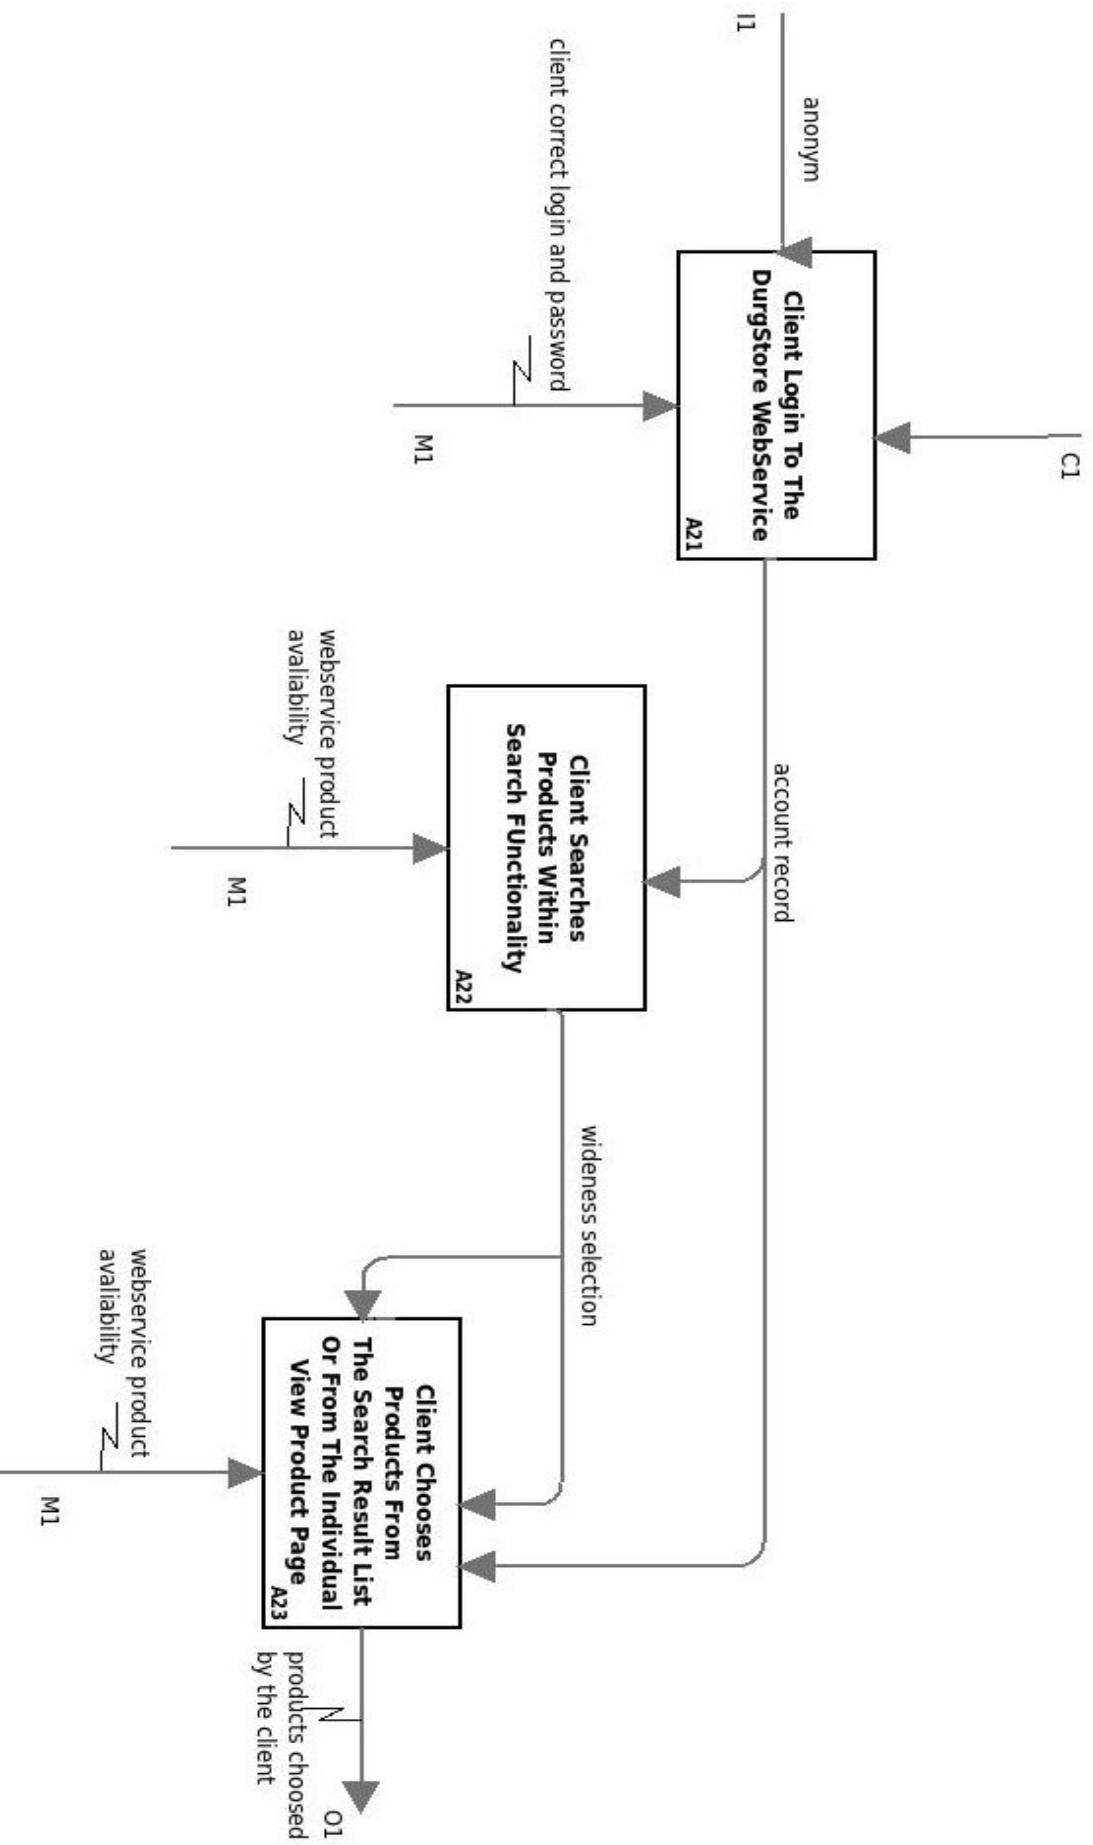 C1
I1
anonym
Client Login To The
DurgStore WebService
A21
client correct login and password
M1
account record
Client Searches
Products Within
Search FUnctionality
A22
webservice product
avaliability
M1
wideness selection
Client Chooses
Products From
The Search Result List
Or From The Individual
View Product Page
A23
webservice product
avaliability
M1
O1
products choosed
by the client